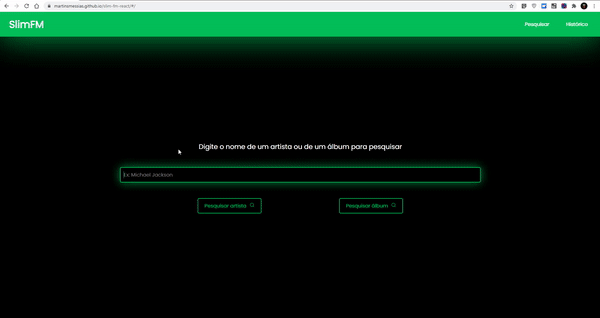 martinsmessias.github.io/slim-fm-react/#/
SlimFM
Pesquisar
Histórico
Digite o nome de um artista ou de um álbum para pesquisar
Ex: Michael Jackson
Pesquisar artista
Pesquisar álbum